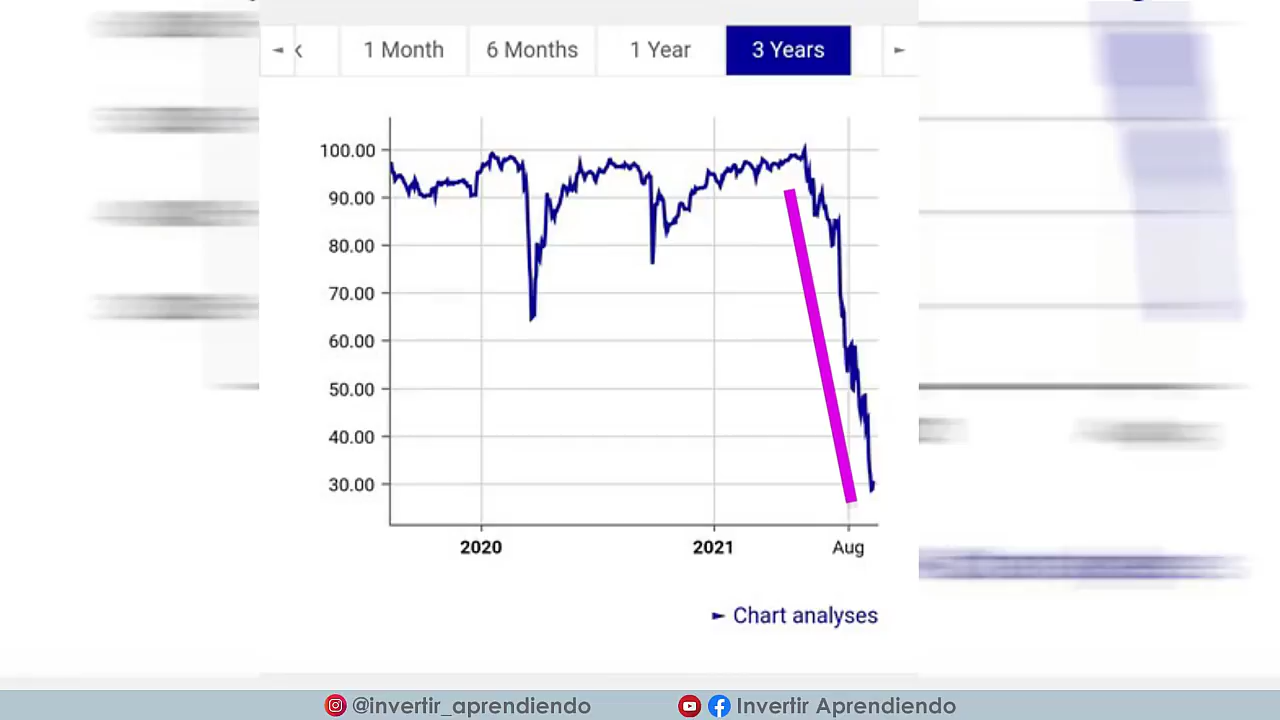 1 Month 6 Months 1 Year 3 Years
100.00
90.00
80.00
70.00
60.00
50.00
40.00
30.00
2020 2021 Aug
► Chart analyses
@invertir_aprendiendo Invertir Aprendiendo